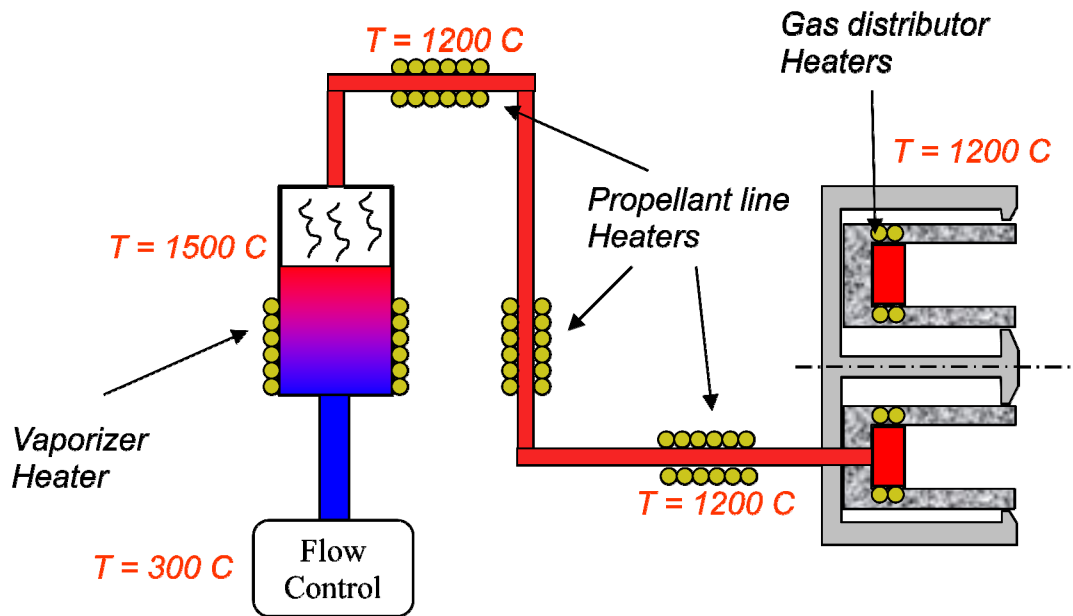 Gas distributor
Heaters
T = 1200 C
T = 1200 C
Propellant line
Heaters
T = 1500 C
Vaporizer
Heater
T = 1200 C
Flow
Control
T = 300 C